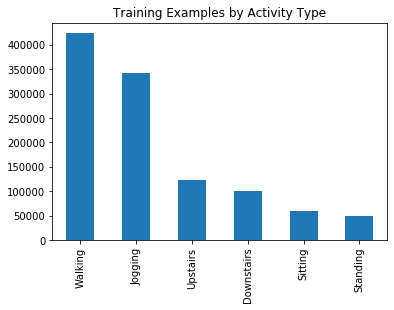 Training Examples by Activity Type
400000
350000
300000
250000
200000
150000
100000
50000
0
Walking
Jogging
Upstairs
Downstairs
Sitting
Standing